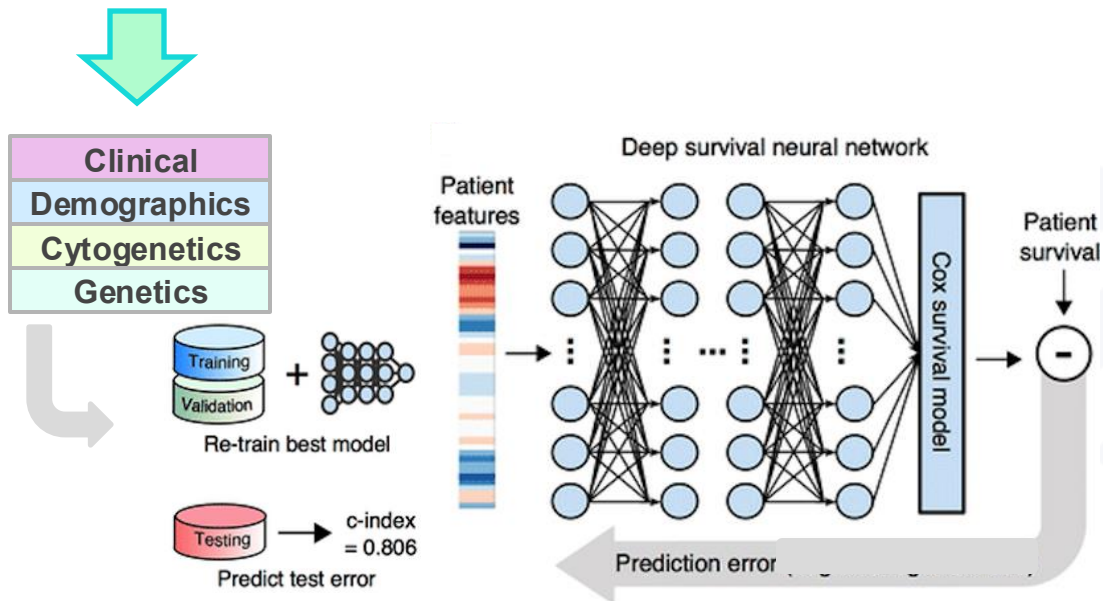 Clinical
Demographics
Cytogenetics
Genetics
Training
Validation
+
Re-train best model
Testing
c-index
= 0.806
Predict test error
Deep survival neural network
Patient
features
Cox survival model
Patient
survival
-
Prediction error